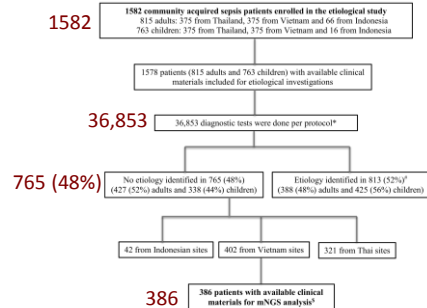 1582 community acquired sepsis patients enrolled in the etiological study
815 adults: 375 from Thailand, 375 from Vietnam and 66 from Indonesia
763 children: 375 from Thailand, 375 from Vietnam and 16 from Indonesia
1582
1578 patients (815 adults and 763 children) with available clinical
materials included for etiological investigations
36,853
36,853 diagnostic tests were done per protocol*
765 (48%)
No etiology identified in 765 (48%)
(427 (52%) adults and 338 (44%) children)
Etiology identified in 813 (52%)#
(388 (48%) adults and 425 (56%) children)
42 from Indonesian sites
402 from Vietnam sites
321 from Thai sites
386
386 patients with available clinical
materials for mNGS analysis$